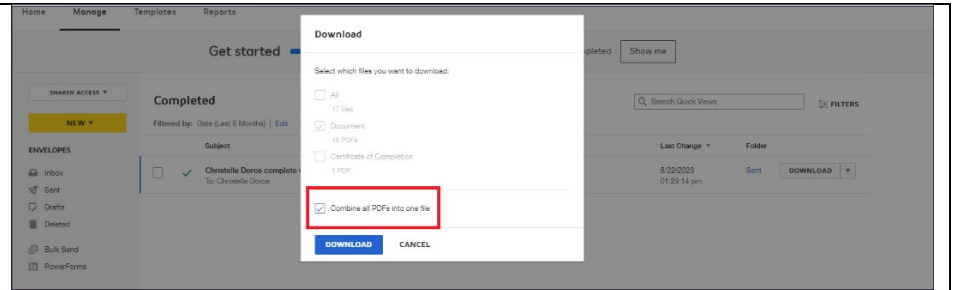 Home Manage Templates Reports
Get started
pleted Show me
SHARED ACCESS
NEW
ENVELOPES
Inbox
Sent
Drafts
Deleted
Bulk Send
PowerForms
Completed
Filtered by: Date (Last 6 Months) | Edit
Search Quick Views
FILTERS
Subject Last Change Folder
Christelle Dorce complete
To: Christelle Dorce
8/22/2023
01:29:14 pm
Sent
DOWNLOAD
Download
Select which files you want to download:
All
17 files
Document
16 PDFs
Certificate of Completion
1 PDF
Combine all PDFs into one file
DOWNLOAD CANCEL